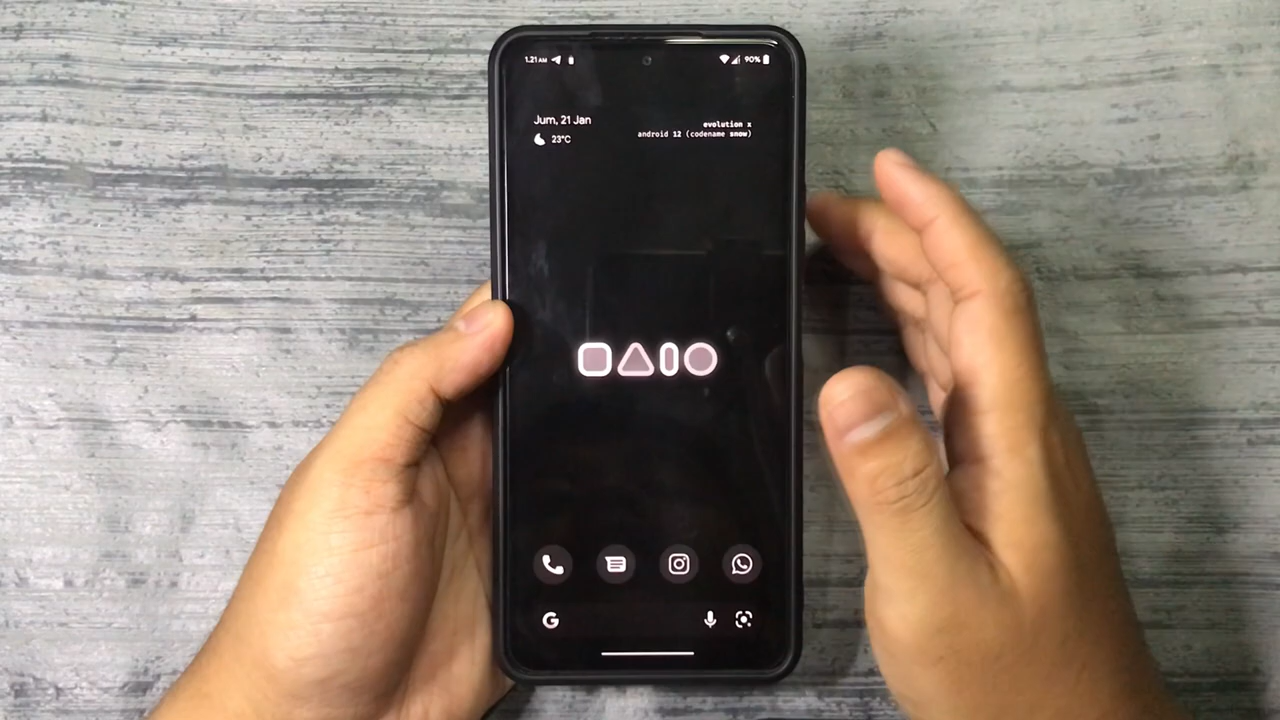 1.21 AM
90%
Jum, 21 Jan
23°C
evolution x
android 12 (codename snow)
G